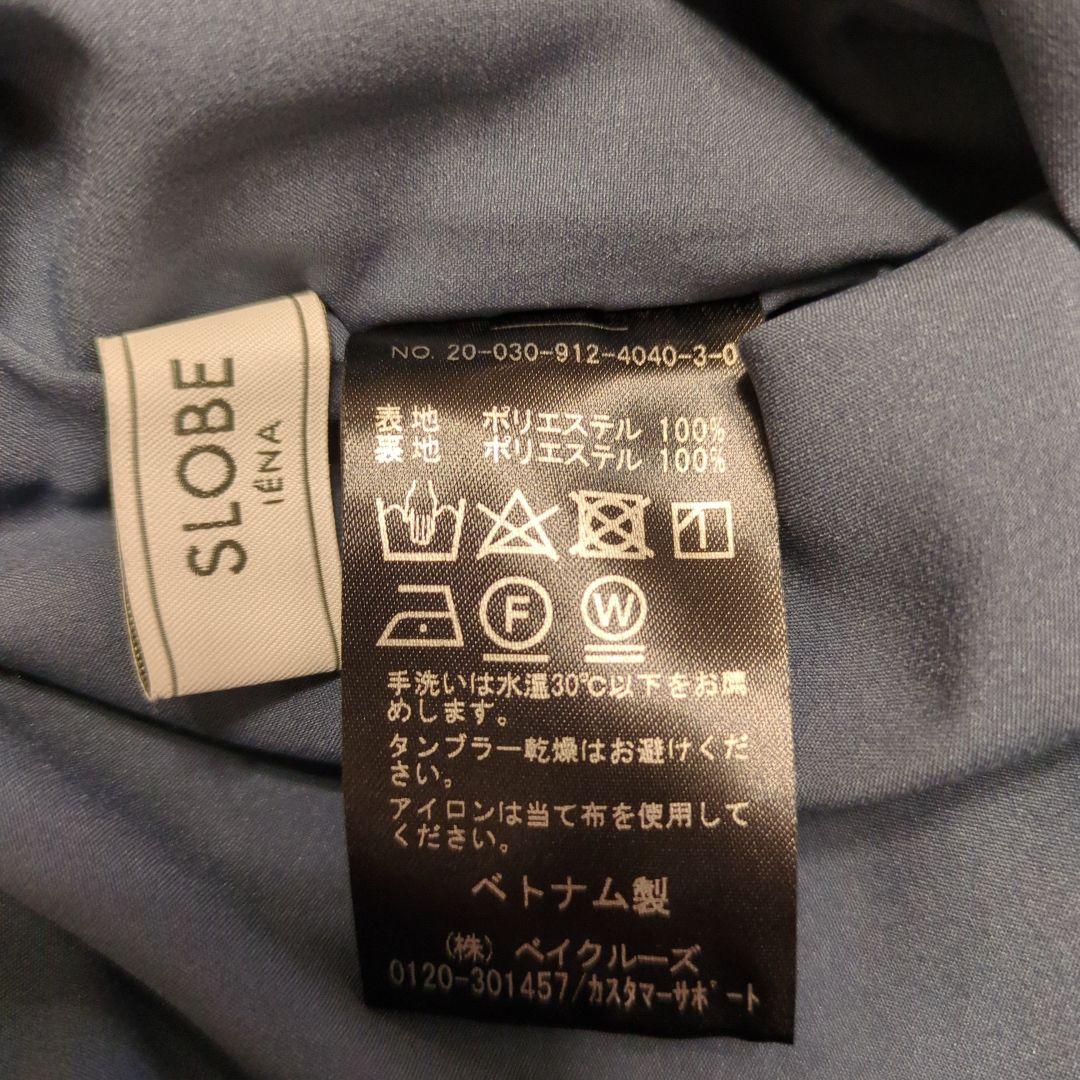 SLOBE
IÉNA
NO. 20-030-912-4040-3-0
表地 ポリエステル 100%
裏地 ポリエステル 100%
F W
手洗いは水温30℃以下をお薦
めします。
タンブラー乾燥はお避けくだ
さい。
アイロンは当て布を使用して
ください。
ベトナム製
(株) ベイクルーズ
0120-301457/カスタマーサポート